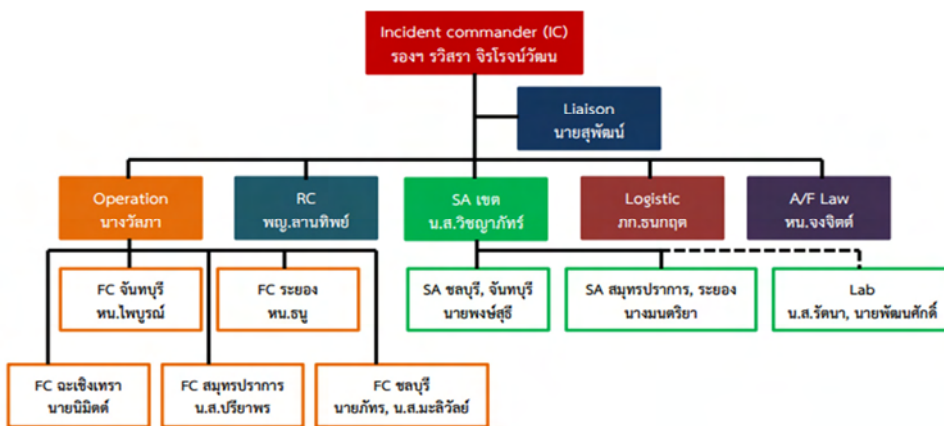 Incident commander (IC)
รองฯ รวิสรา จิรโรจน์วัฒน
Liaison
นายสุพัฒน์
Operation
นางวัลภา
RC
พญ.ลานทิพย์
SA เขต
น.ส.วิชญาภัทร์
Logistic
ภก.ธนกฤต
A/F Law
หน.จงจิตต์
FC จันทบุรี
หน.ไพบูรณ์
FC ระยอง
หน.ธนู
SA ชลบุรี, จันทบุรี
นายพงษ์สุธี
SA สมุทรปราการ, ระยอง
นางมนตริยา
Lab
น.ส.รัตนา, นายพัฒนศักดิ์
FC ฉะเชิงเทรา
นายนิมิตต์
FC สมุทรปราการ
น.ส.ปรียาพร
FC ชลบุรี
นายภัทร, น.ส.มะลิวัลย์